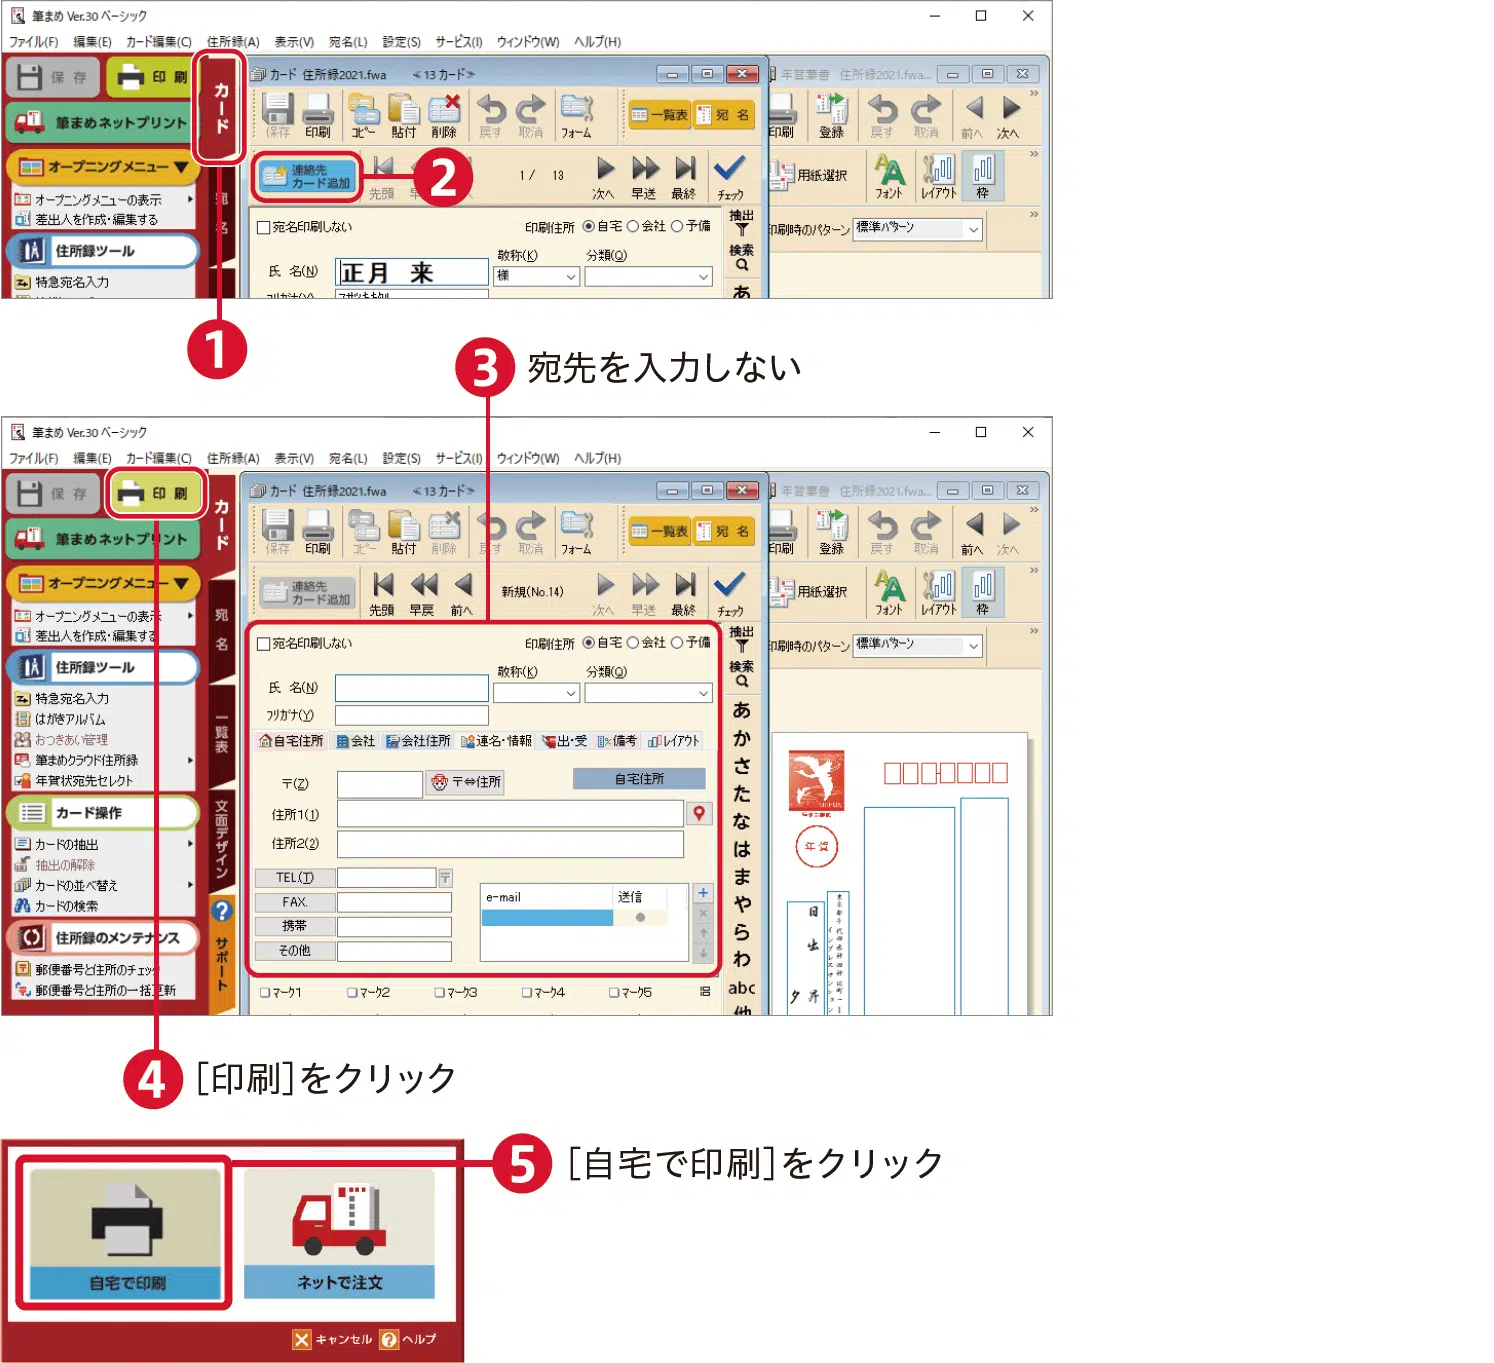 筆まめ Ver.30 ベーシック
ファイル(F) 編集(E) カード編集(C) 住所録(A) 表示(V) 宛名(L) 設定(S) サービス(I) ウィンドウ(W) ヘルプ(H)
保存 印刷 カード
カード 住所録2021.fwa ≪13 カード≫
年賀葉書 住所録2021.fwa...
筆まめネットプリント
保存 印刷 コピー 貼付 削除 戻す 取消 フォーム 一覧表 宛名
印刷 登録 戻す 取消 前へ 次へ
オープニングメニュー▼
連絡先
カード追加
先頭 1 / 13 次へ 早送 最終 チェック
用紙選択 フォント レイアウト 枠
オープニングメニューの表示
差出人を作成・編集する
住所録ツール
特急宛名入力
宛名
宛名印刷しない 印刷住所 自宅 会社 予備
抽出
検索
あ
印刷時のパターン 標準パターン
敬称(K) 分類(Q)
氏 名(N) 正月 来 様
フリガナ(Y)
1
2
3 宛先を入力しない
筆まめ Ver.30 ベーシック
ファイル(F) 編集(E) カード編集(C) 住所録(A) 表示(V) 宛名(L) 設定(S) サービス(I) ウィンドウ(W) ヘルプ(H)
保存 印刷 カード
カード 住所録2021.fwa ≪13 カード≫
年賀葉書 住所録2021.fwa...
筆まめネットプリント
保存 印刷 コピー 貼付 削除 戻す 取消 フォーム 一覧表 宛名
印刷 登録 戻す 取消 前へ 次へ
オープニングメニュー▼
連絡先
カード追加
先頭 早戻 前へ 新規(No.14) 次へ 早送 最終 チェック
用紙選択 フォント レイアウト 枠
オープニングメニューの表示
差出人を作成・編集する
住所録ツール
特急宛名入力
はがきアルバム
おつきあい管理
筆まめクラウド住所録
年賀状宛先セレクト
カード操作
カードの抽出
抽出の解除
カードの並べ替え
カードの検索
住所録のメンテナンス
郵便番号と住所のチェック
郵便番号と住所の一括更新
宛名
一覧表
文面デザイン
?
サポート
宛名印刷しない 印刷住所 自宅 会社 予備
敬称(K) 分類(Q)
氏 名(N)
フリガナ(Y)
自宅住所 会社 会社住所 連名・情報 出・受 備考 レイアウト
〒(Z) 〒⇔住所 自宅住所
住所1(1)
住所2(2)
TEL.(T) 〒
FAX.
携帯
その他
e-mail 送信
マーク1 マーク2 マーク3 マーク4 マーク5
抽出
検索
あ
か
さ
た
な
は
ま
や
ら
わ
abc
他
印刷時のパターン 標準パターン
NIPPON
年賀
日出 夕昇
4 [印刷]をクリック
5 [自宅で印刷]をクリック
自宅で印刷 ネットで注文
キャンセル ? ヘルプ